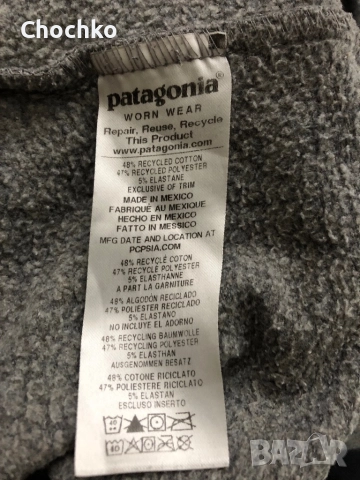 Chochko
patagonia®
WORN WEAR
Repair, Reuse, Recycle
This Product
www.patagonia.com
48% RECYCLED COTTON
47% RECYCLED POLYESTER
5% ELASTANE
EXCLUSIVE OF TRIM
MADE IN MEXICO
FABRIQUE AU MEXIQUE
HECHO EN MEXICO
FATTO IN MESSICO
MFG DATE AND LOCATION AT
PCPSIA.COM
48% RECYCLÉ COTON
47% RECYCLÉ POLYESTER
5% ELASTHANNE
A PART LA GARNITURE
48% ALGODÓN RECICLADO
47% POLIÉSTER RECICLADO
5% ELASTANO
NO INCLUYE EL ADORNO
48% RECYCLING BAUMWOLLE
47% RECYCLING POLYESTER
5% ELASTHAN
AUSGENOMMEN BESATZ
48% COTONE RICICLATO
47% POLIESTERE RICICLATO
5% ELASTAN
ESCLUSO INSERTO
40
40
BAZAR